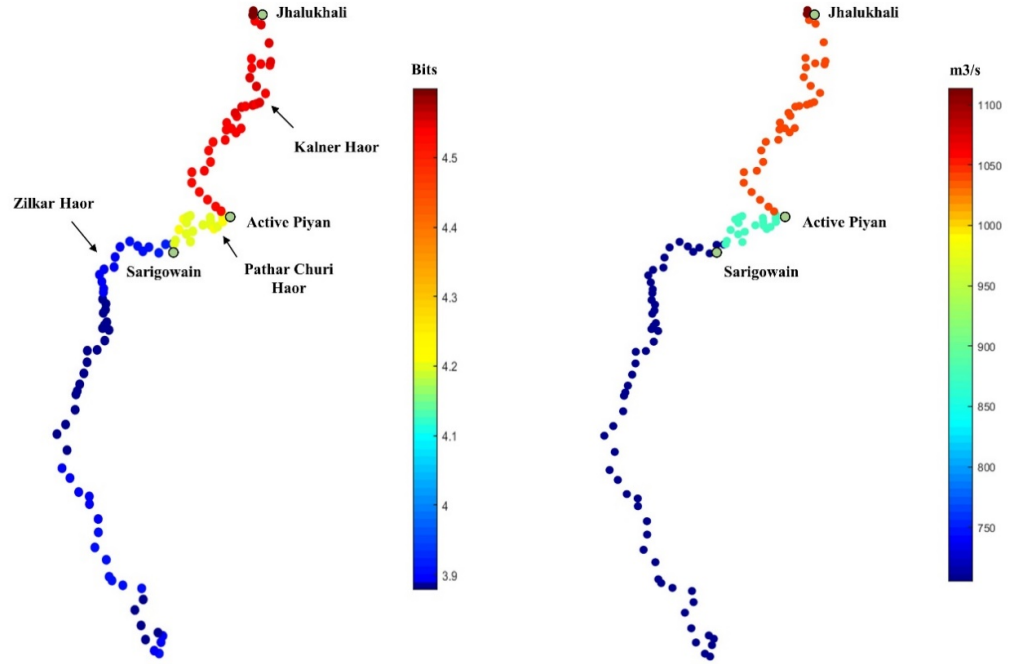 Jhalukhali
Bits
4.5
4.4
4.3
4.2
4.1
4
3.9
Kalner Haor
Zilkar Haor
Active Piyan
Sarigowain
Pathar Churi
Haor
Jhalukhali
m3/s
1100
1050
1000
950
900
850
800
750
Active Piyan
Sarigowain